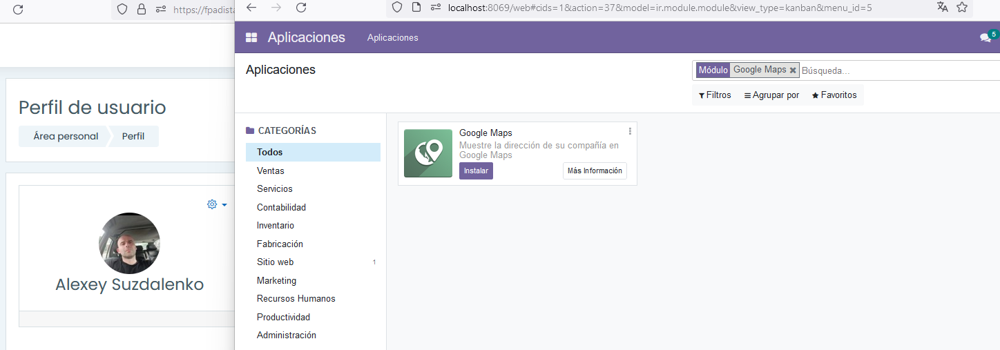 https://fpadista
Perfil de usuario
Área personal
Perfil
Alexey Suzdalenko
localhost:8069/web#cids=1&action=37&model=ir.module.module&view_type=kanban&menu_id=5
Aplicaciones
Aplicaciones
5
Aplicaciones
Módulo
Google Maps
Búsqueda...
Filtros
Agrupar por
Favoritos
CATEGORÍAS
Todos
Ventas
Servicios
Contabilidad
Inventario
Fabricación
Sitio web
1
Marketing
Recursos Humanos
Productividad
Administración
Google Maps
Muestre la dirección de su compañía en
Google Maps
Instalar
Más Información